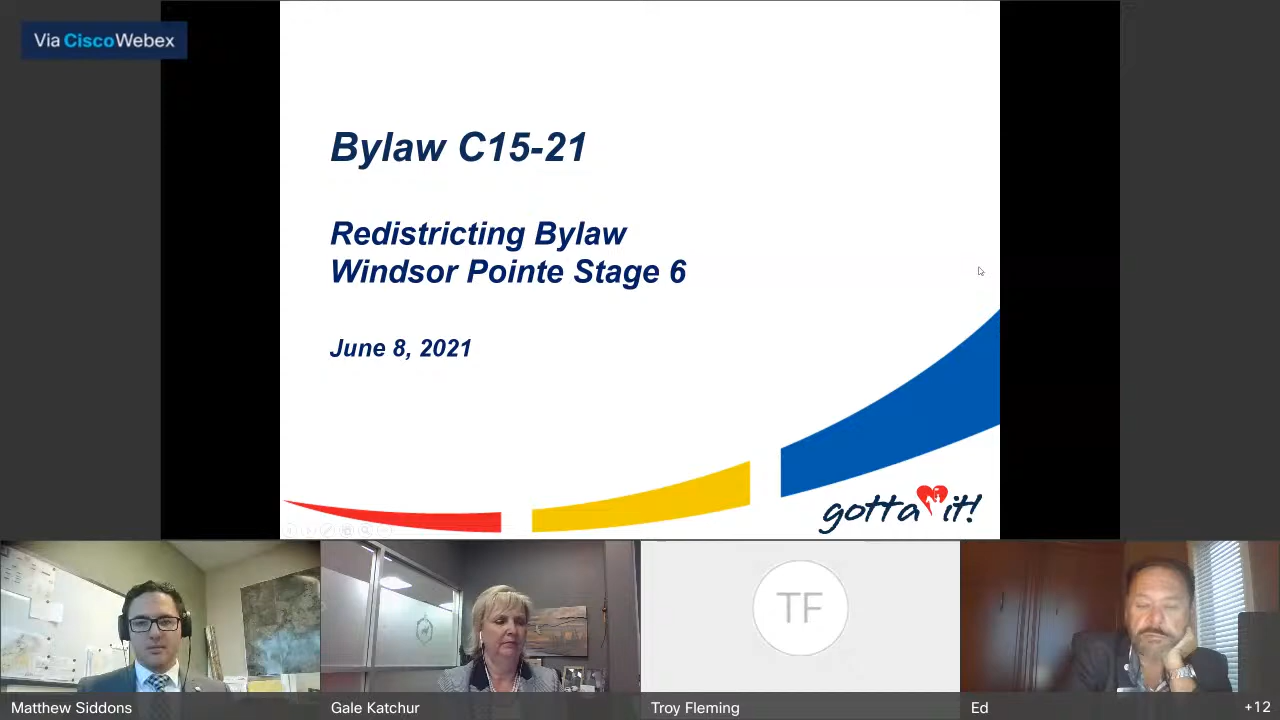 Via CiscoWebex
Bylaw C15-21
Redistricting Bylaw
Windsor Pointe Stage 6
June 8, 2021
gotta it!
TF
Matthew Siddons
Gale Katchur
Troy Fleming
Ed
+12